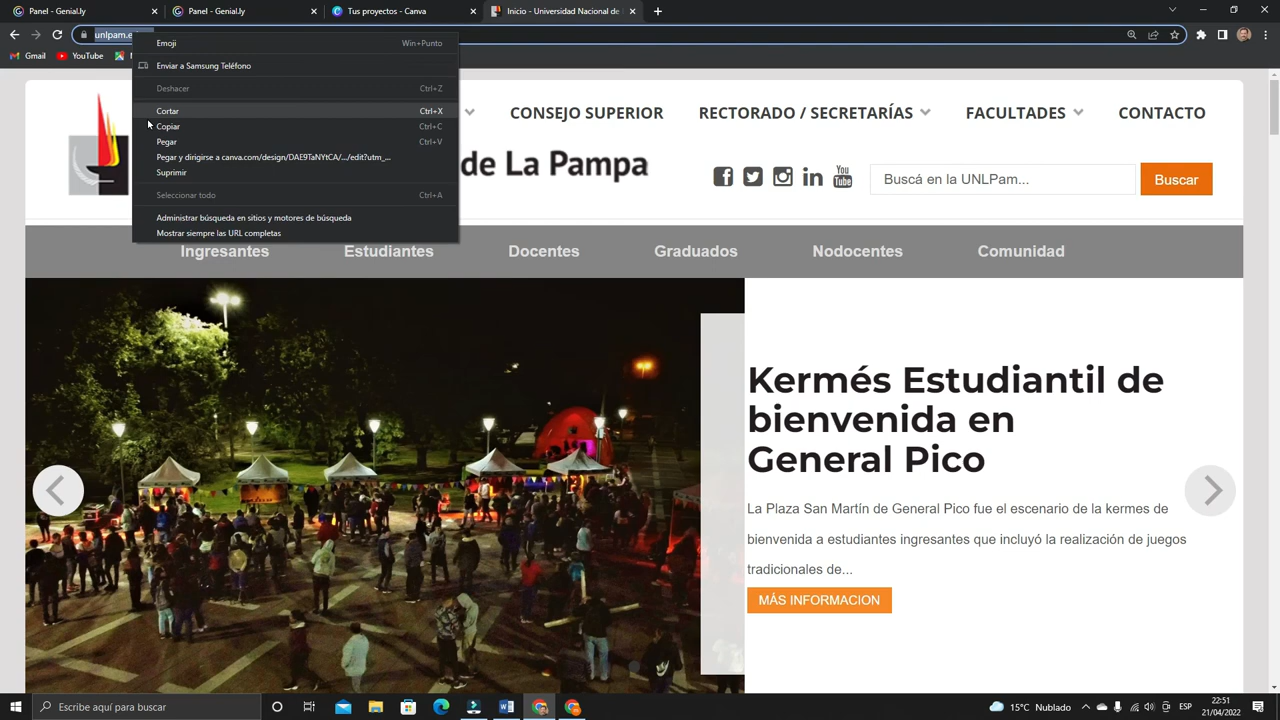 Panel - Genial.ly
Panel - Genial.ly
Tus proyectos - Canva
Inicio - Universidad Nacional de
unlpam.e
Gmail
YouTube
Emoji Win+Punto
Enviar a Samsung Teléfono
Deshacer Ctrl+Z
Cortar Ctrl+X
Copiar Ctrl+C
Pegar Ctrl+V
Pegar y dirigirse a canva.com/design/DAE9TaNYtCA/.../edit?utm_...
Suprimir
Seleccionar todo Ctrl+A
Administrar búsqueda en sitios y motores de búsqueda
Mostrar siempre las URL completas
CONSEJO SUPERIOR RECTORADO / SECRETARÍAS FACULTADES CONTACTO
de La Pampa
You Tube
Buscá en la UNLPam...
Buscar
Ingresantes Estudiantes Docentes Graduados Nodocentes Comunidad
Kermés Estudiantil de
bienvenida en
General Pico
La Plaza San Martín de General Pico fue el escenario de la kermes de
bienvenida a estudiantes ingresantes que incluyó la realización de juegos
tradicionales de...
MÁS INFORMACION
Escribe aquí para buscar
15°C Nublado
ESP
22:51
21/04/2022